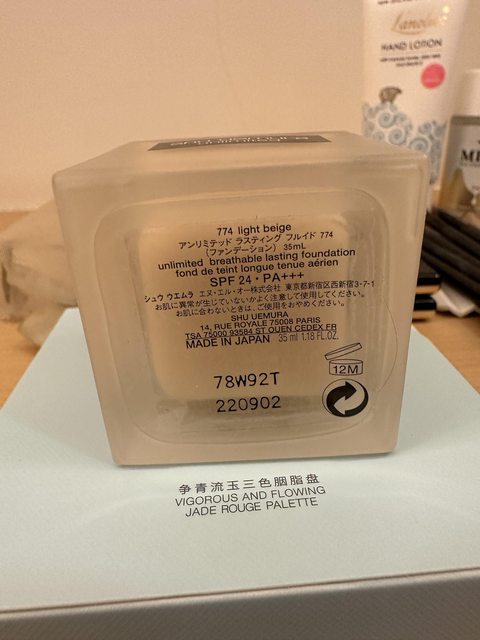 Lanolin
HAND LOTION
774 light beige
アンリミテッド ラスティング フルイド 774
(ファンデーション) 35mL
unlimited breathable lasting foundation
fond de teint longue tenue aérien
SPF 24・PA+++
シュウ ウエムラ エヌ・エル・オー株式会社 東京都新宿区西新宿3-7-1
お肌に異常が生じていないかよく注意して使用してください。
お肌に合わないときは、ご使用をおやめください。
SHU UEMURA
14, RUE ROYALE 75008 PARIS
TSA 75000 93584 ST OUEN CEDEX FR
MADE IN JAPAN 35 ml 1.18 FL.OZ.
12M
78W92T
220902
争青流玉三色胭脂盘
VIGOROUS AND FLOWING
JADE ROUGE PALETTE